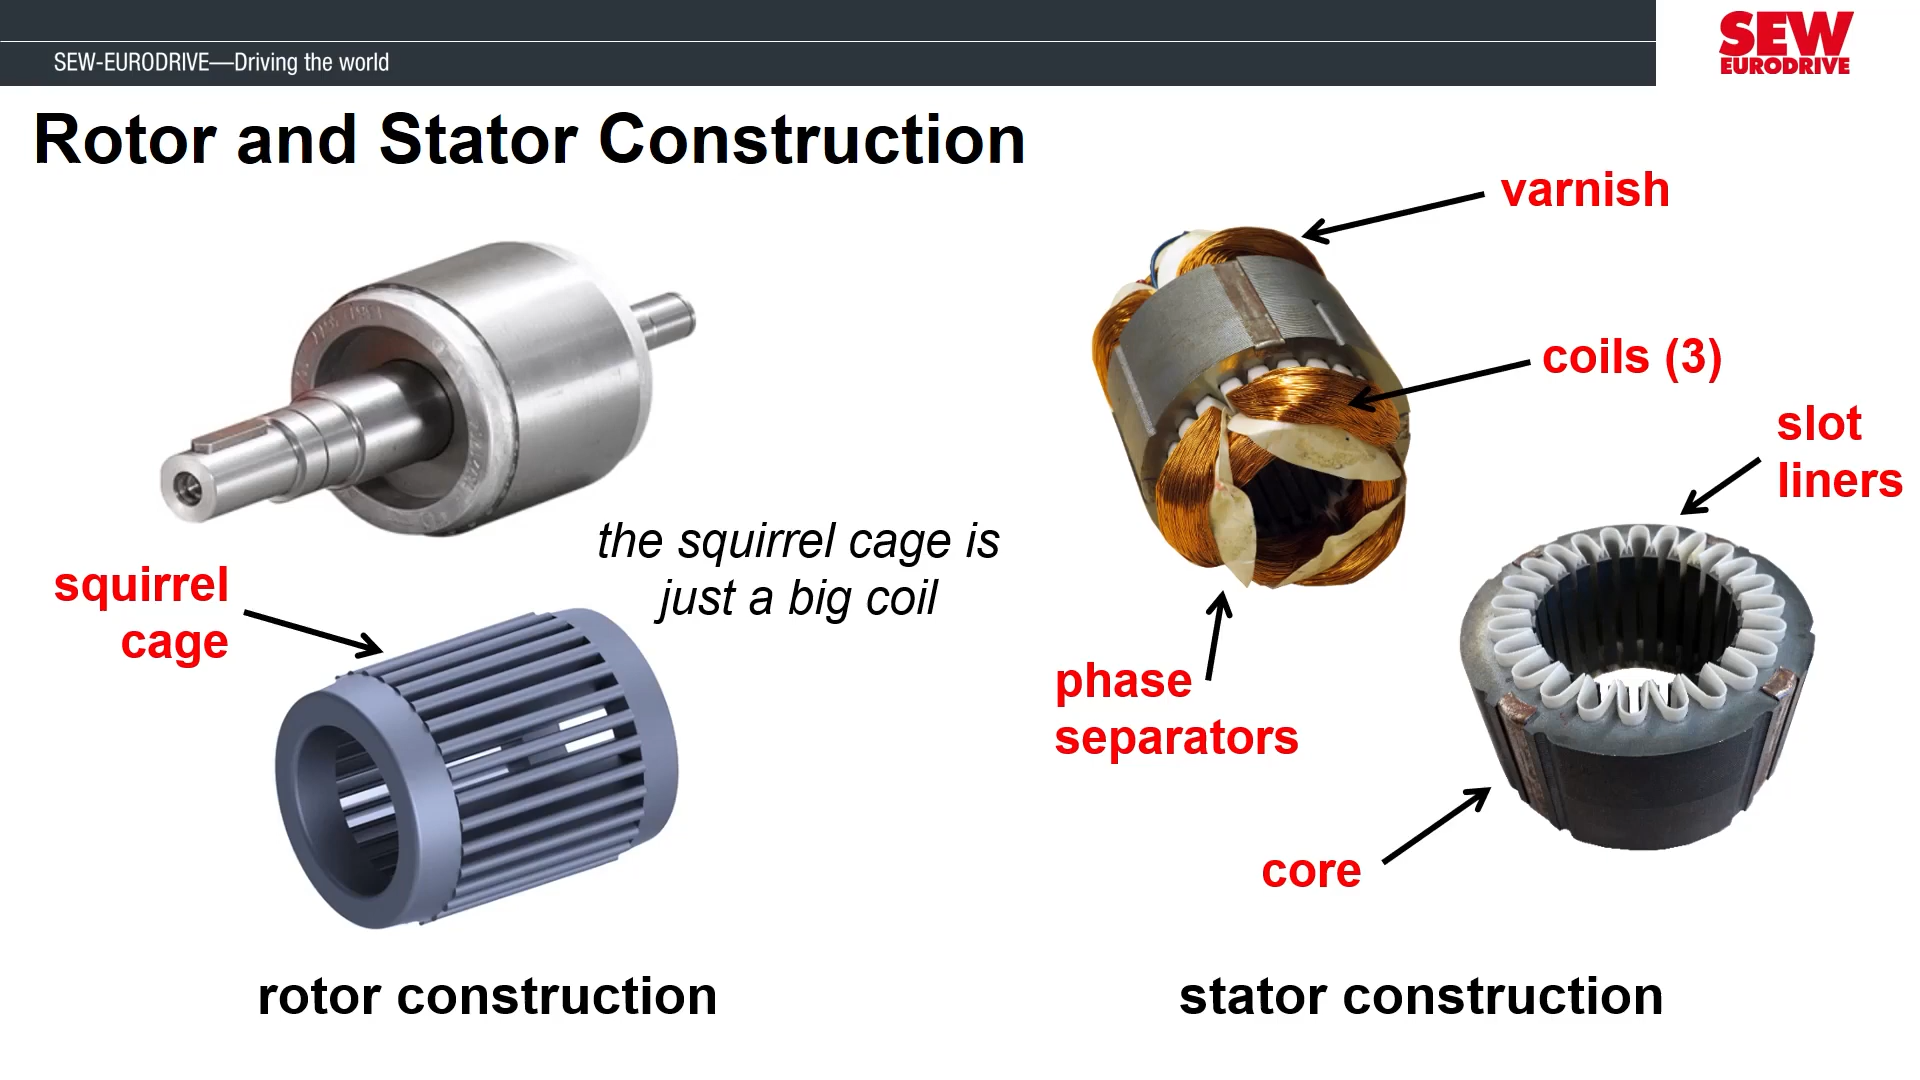 SEW-EURODRIVE—Driving the world
SEW
EURODRIVE
Rotor and Stator Construction
varnish
coils (3)
slot
liners
the squirrel cage is
just a big coil
squirrel
cage
phase
separators
core
rotor construction
stator construction